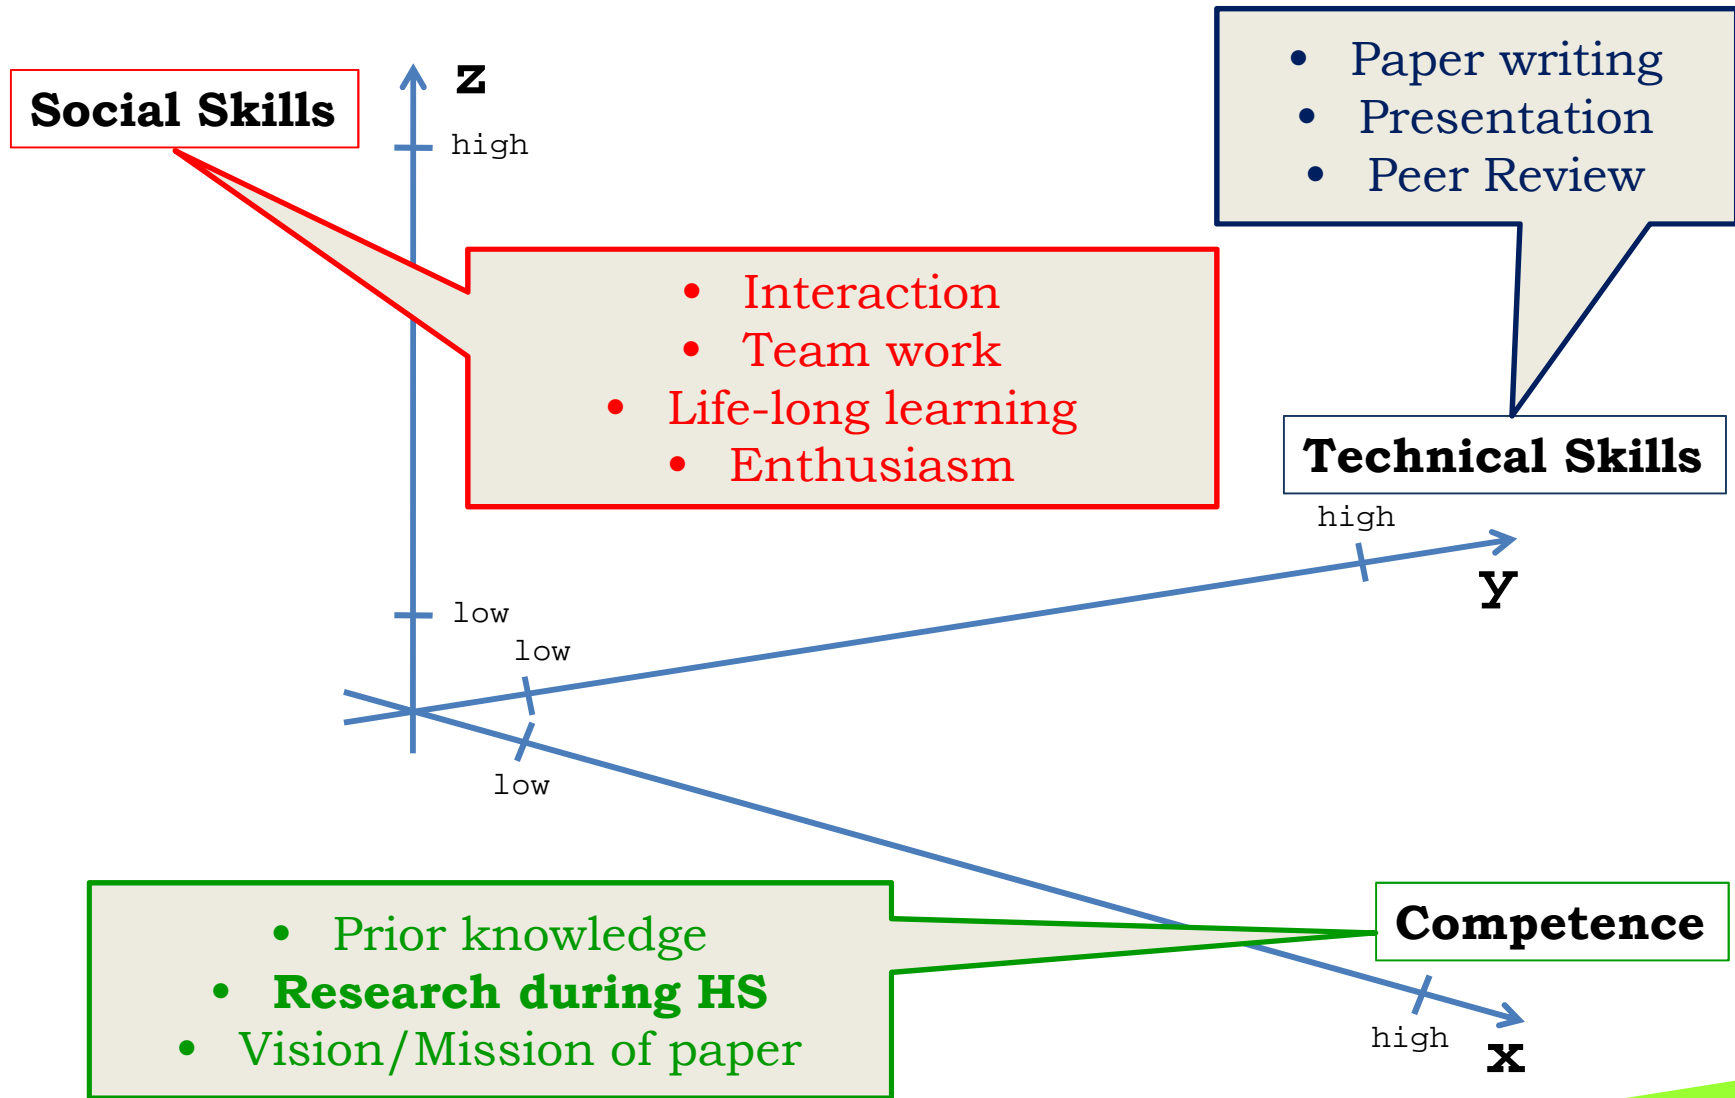 Social Skills
z
high
• Paper writing
• Presentation
• Peer Review
• Interaction
• Team work
• Life-long learning
• Enthusiasm
Technical Skills
high
y
low
low
low
• Prior knowledge
• Research during HS
• Vision/Mission of paper
Competence
high
x